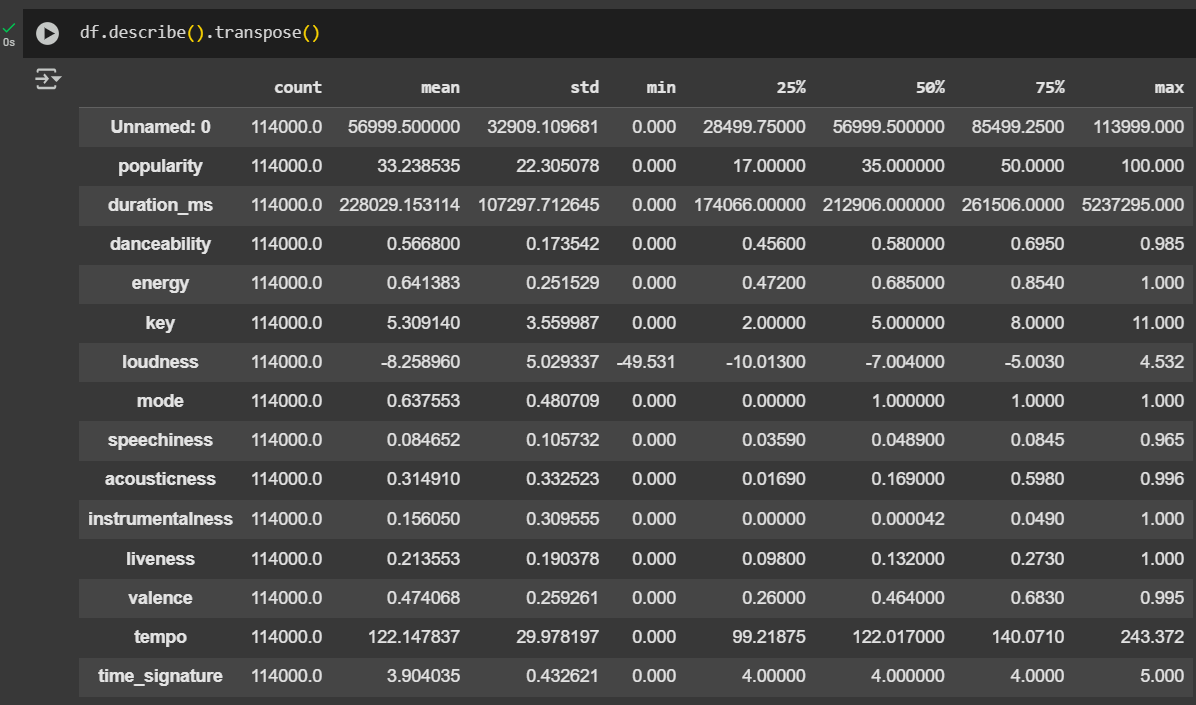 df.describe().transpose()
0s
count mean std min 25% 50% 75% max
Unnamed: 0 114000.0 56999.500000 32909.109681 0.000 28499.75000 56999.500000 85499.2500 113999.000
popularity 114000.0 33.238535 22.305078 0.000 17.00000 35.000000 50.0000 100.000
duration_ms 114000.0 228029.153114 107297.712645 0.000 174066.00000 212906.000000 261506.0000 5237295.000
danceability 114000.0 0.566800 0.173542 0.000 0.45600 0.580000 0.6950 0.985
energy 114000.0 0.641383 0.251529 0.000 0.47200 0.685000 0.8540 1.000
key 114000.0 5.309140 3.559987 0.000 2.00000 5.000000 8.0000 11.000
loudness 114000.0 -8.258960 5.029337 -49.531 -10.01300 -7.004000 -5.0030 4.532
mode 114000.0 0.637553 0.480709 0.000 0.00000 1.000000 1.0000 1.000
speechiness 114000.0 0.084652 0.105732 0.000 0.03590 0.048900 0.0845 0.965
acousticness 114000.0 0.314910 0.332523 0.000 0.01690 0.169000 0.5980 0.996
instrumentalness 114000.0 0.156050 0.309555 0.000 0.00000 0.000042 0.0490 1.000
liveness 114000.0 0.213553 0.190378 0.000 0.09800 0.132000 0.2730 1.000
valence 114000.0 0.474068 0.259261 0.000 0.26000 0.464000 0.6830 0.995
tempo 114000.0 122.147837 29.978197 0.000 99.21875 122.017000 140.0710 243.372
time_signature 114000.0 3.904035 0.432621 0.000 4.00000 4.000000 4.0000 5.000